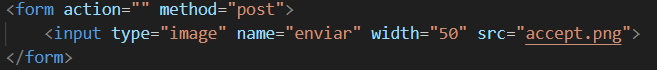 <form action="" method="post">
    <input type="image" name="enviar" width="50" src="accept.png">
</form>